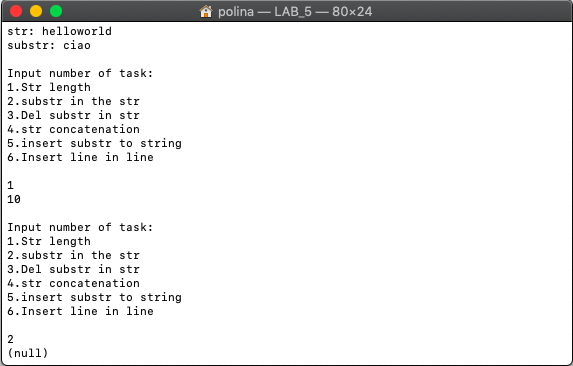 polina — LAB_5 — 80×24
str: helloworld
substr: ciao
Input number of task:
1.Str length
2.substr in the str
3.Del substr in str
4.str concatenation
5.insert substr to string
6.Insert line in line
1
10
Input number of task:
1.Str length
2.substr in the str
3.Del substr in str
4.str concatenation
5.insert substr to string
6.Insert line in line
2
(null)